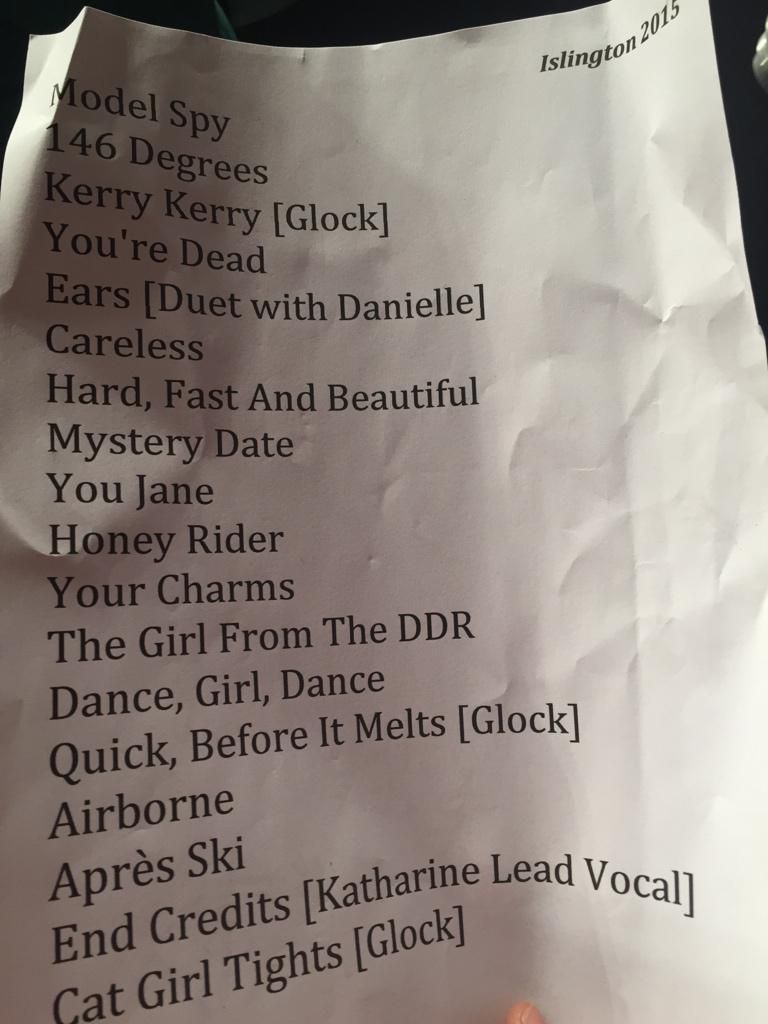 Islington 2015
Model Spy
146 Degrees
Kerry Kerry [Glock]
You're Dead
Ears [Duet with Danielle]
Careless
Hard, Fast And Beautiful
Mystery Date
You Jane
Honey Rider
Your Charms
The Girl From The DDR
Dance, Girl, Dance
Quick, Before It Melts [Glock]
Airborne
Après Ski
End Credits [Katharine Lead Vocal]
Cat Girl Tights [Glock]